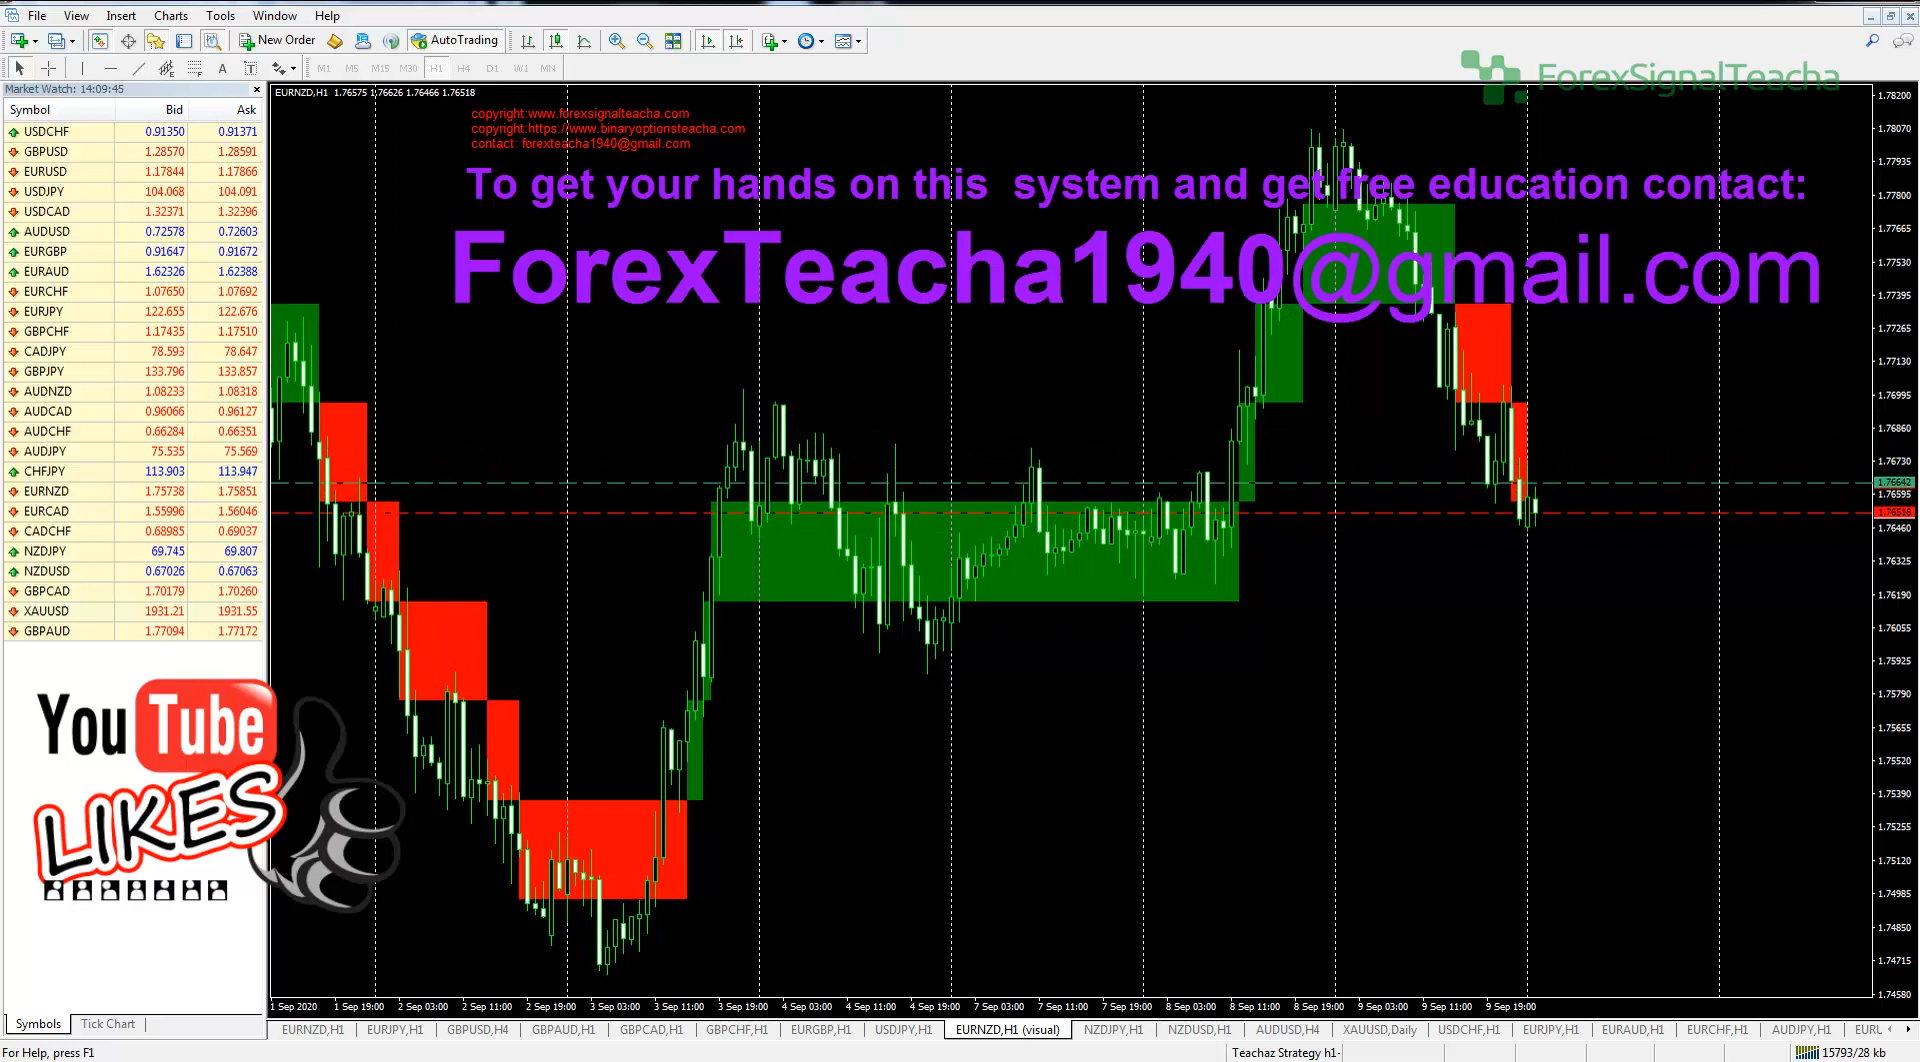 File View Insert Charts Tools Window Help
New Order AutoTrading
A T M1 M5 M15 M30 H1 H4 D1 W1 MN
ForexSignalTeacha
Market Watch: 14:09:45
Symbol Bid Ask
USDCHF 0.91350 0.91371
GBPUSD 1.28570 1.28591
EURUSD 1.17844 1.17866
USDJPY 104.068 104.091
USDCAD 1.32371 1.32396
AUDUSD 0.72578 0.72603
EURGBP 0.91647 0.91672
EURAUD 1.62326 1.62388
EURCHF 1.07650 1.07692
EURJPY 122.655 122.676
GBPCHF 1.17435 1.17510
CADJPY 78.593 78.647
GBPJPY 133.796 133.857
AUDNZD 1.08233 1.08318
AUDCAD 0.96066 0.96127
AUDCHF 0.66284 0.66351
AUDJPY 75.535 75.569
CHFJPY 113.903 113.947
EURNZD 1.75738 1.75851
EURCAD 1.55996 1.56046
CADCHF 0.68985 0.69037
NZDJPY 69.745 69.807
NZDUSD 0.67026 0.67063
GBPCAD 1.70179 1.70260
XAUUSD 1931.21 1931.55
GBPAUD 1.77094 1.77172
You Tube
LIKES
Symbols Tick Chart
EURNZD,H1 1.76575 1.76626 1.76466 1.76518
copyright:www.forexsignalteacha.com
copyright:https://www.binaryoptionsteacha.com
contact: forexteacha1940@gmail.com
To get your hands on this system and get free education contact:
ForexTeacha1940@gmail.com
1.78200
1.78070
1.77935
1.77800
1.77665
1.77530
1.77395
1.77265
1.77130
1.76995
1.76860
1.76730
1.76642
1.76595
1.76518
1.76460
1.76325
1.76190
1.76055
1.75925
1.75790
1.75655
1.75520
1.75390
1.75255
1.75120
1.74985
1.74850
1.74715
1.74580
1 Sep 2020 1 Sep 19:00 2 Sep 03:00 2 Sep 11:00 2 Sep 19:00 3 Sep 03:00 3 Sep 11:00 3 Sep 19:00 4 Sep 03:00 4 Sep 11:00 4 Sep 19:00 7 Sep 03:00 7 Sep 11:00 7 Sep 19:00 8 Sep 03:00 8 Sep 11:00 8 Sep 19:00 9 Sep 03:00 9 Sep 11:00 9 Sep 19:00
EURNZD,H1 EURJPY,H1 GBPUSD,H4 GBPAUD,H1 GBPCAD,H1 GBPCHF,H1 EURGBP,H1 USDJPY,H1 EURNZD,H1 (visual) NZDJPY,H1 NZDUSD,H1 AUDUSD,H4 XAUUSD,Daily USDCHF,H1 EURJPY,H1 EURAUD,H1 EURCHF,H1 AUDJPY,H1 EURL
For Help, press F1 Teachaz Strategy h1- 15793/28 kb